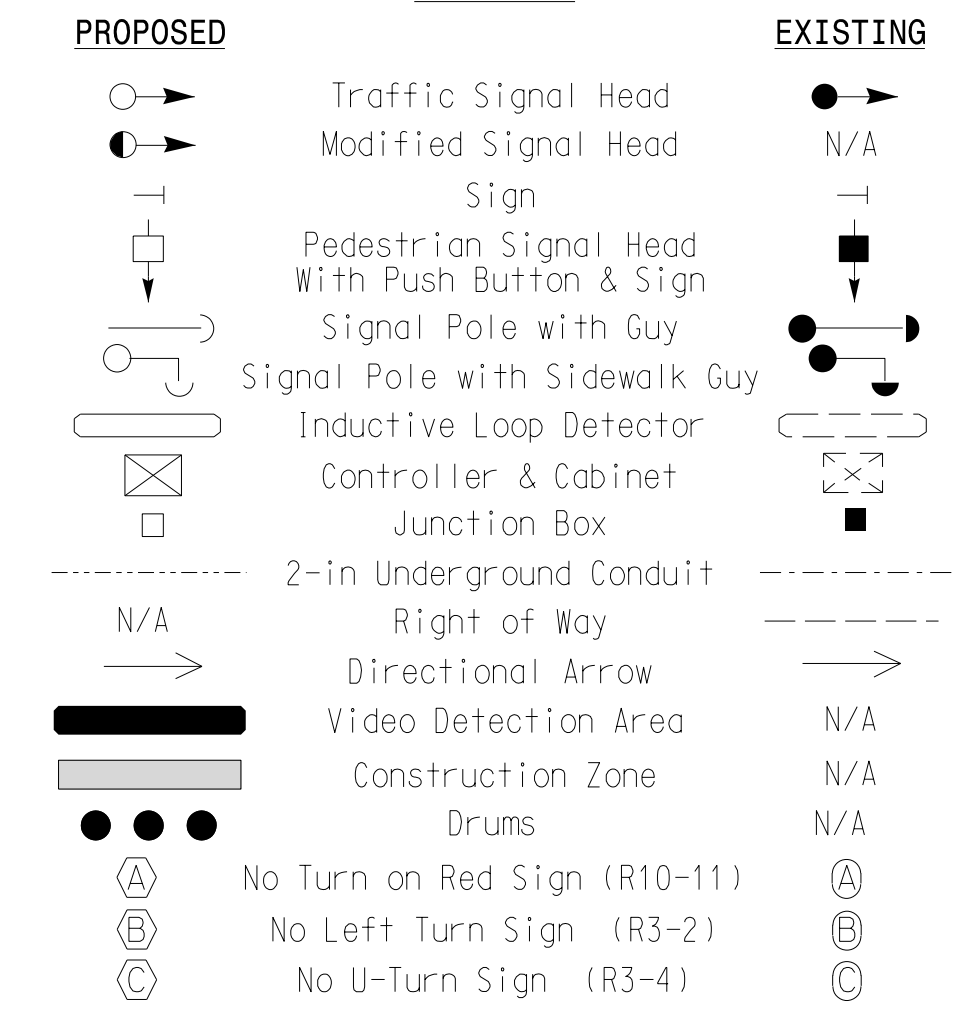 PROPOSED EXISTING
Traffic Signal Head
Modified Signal Head N/A
Sign
Pedestrian Signal Head
With Push Button & Sign
Signal Pole with Guy
Signal Pole with Sidewalk Guy
Inductive Loop Detector
Controller & Cabinet
Junction Box
2-in Underground Conduit
N/A Right of Way
Directional Arrow
Video Detection Area N/A
Construction Zone N/A
Drums N/A
A No Turn on Red Sign (R10-11) A
B No Left Turn Sign (R3-2) B
C No U-Turn Sign (R3-4) C